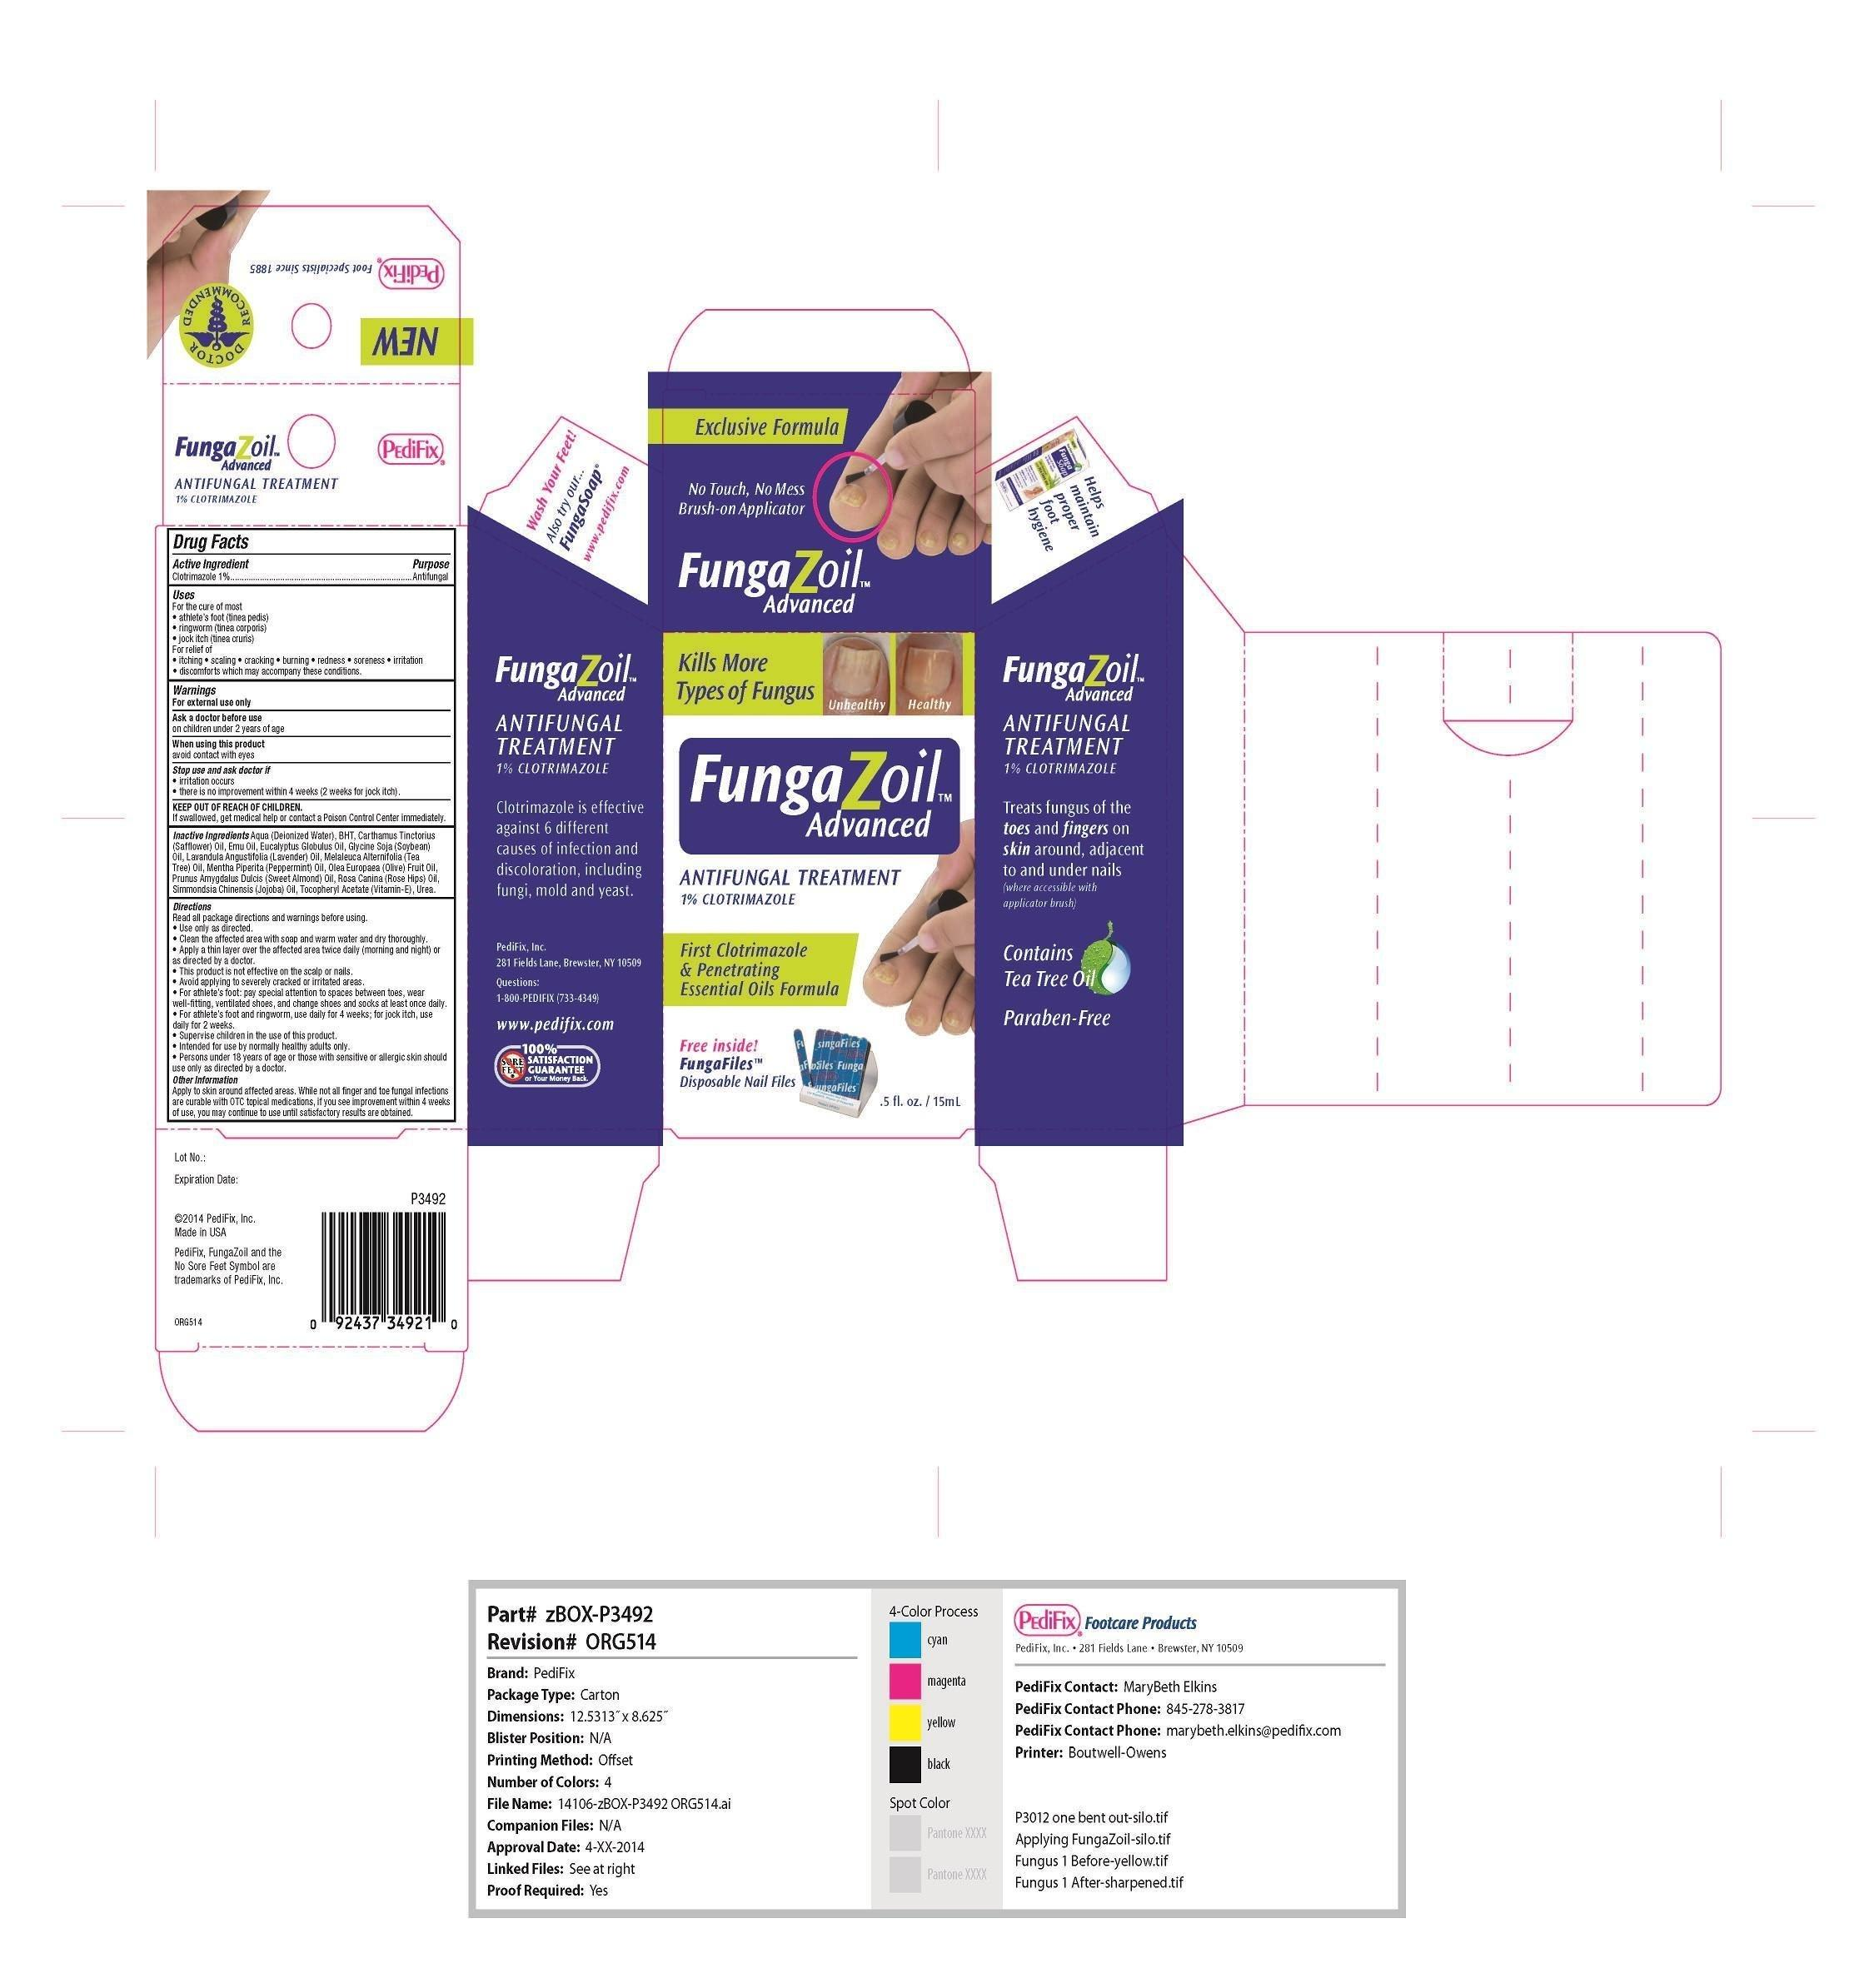 PediFix® Foot Specialists Since 1885
DOCTOR RECOMMENDED
NEW
FungaZoil™
Advanced
ANTIFUNGAL TREATMENT
1% CLOTRIMAZOLE
PediFix®
Drug Facts
Active Ingredient Purpose
Clotrimazole 1%........Antifungal
Uses
For the cure of most
• athlete's foot (tinea pedis)
• ringworm (tinea corporis)
• jock itch (tinea cruris)
For relief of
• itching • scaling • cracking • burning • redness • soreness • irritation
• discomforts which may accompany these conditions.
Warnings
For external use only
Ask a doctor before use
on children under 2 years of age
When using this product
avoid contact with eyes
Stop use and ask doctor if
• irritation occurs
• there is no improvement within 4 weeks (2 weeks for jock itch).
KEEP OUT OF REACH OF CHILDREN.
If swallowed, get medical help or contact a Poison Control Center immediately.
Inactive Ingredients Aqua (Deionized Water), BHT, Carthamus Tinctorius
(Safflower) Oil, Emu Oil, Eucalyptus Globulus Oil, Glycine Soja (Soybean)
Oil, Lavandula Angustifolia (Lavender) Oil, Melaleuca Alternifolia (Tea
Tree) Oil, Mentha Piperita (Peppermint) Oil, Olea Europaea (Olive) Fruit Oil,
Prunus Amygdalus Dulcis (Sweet Almond) Oil, Rosa Canina (Rose Hips) Oil,
Simmondsia Chinensis (Jojoba) Oil, Tocopheryl Acetate (Vitamin-E), Urea.
Directions
Read all package directions and warnings before using.
• Use only as directed.
• Clean the affected area with soap and warm water and dry thoroughly.
• Apply a thin layer over the affected area twice daily (morning and night) or
as directed by a doctor.
• This product is not effective on the scalp or nails.
• Avoid applying to severely cracked or irritated areas.
• For athlete's foot: pay special attention to spaces between toes, wear
well-fitting, ventilated shoes, and change shoes and socks at least once daily.
• For athlete's foot and ringworm, use daily for 4 weeks; for jock itch, use
daily for 2 weeks.
• Supervise children in the use of this product.
• Intended for use by normally healthy adults only.
• Persons under 18 years of age or those with sensitive or allergic skin should
use only as directed by a doctor.
Other Information
Apply to skin around affected areas. While not all finger and toe fungal infections
are curable with OTC topical medications, if you see improvement within 4 weeks
of use, you may continue to use until satisfactory results are obtained.
Lot No.:
Expiration Date:
P3492
©2014 PediFix, Inc.
Made in USA
PediFix, FungaZoil and the
No Sore Feet Symbol are
trademarks of PediFix, Inc.
ORG514
0 92437 34921 0
Wash Your Feet!
Also try our...
FungaSoap®
www.pedifix.com
FungaZoil™
Advanced
ANTIFUNGAL
TREATMENT
1% CLOTRIMAZOLE
Clotrimazole is effective
against 6 different
causes of infection and
discoloration, including
fungi, mold and yeast.
PediFix, Inc.
281 Fields Lane, Brewster, NY 10509
Questions:
1-800-PEDIFIX (733-4349)
www.pedifix.com
SORE FEET
100%
SATISFACTION
GUARANTEE
or Your Money Back.
Exclusive Formula
No Touch, No Mess
Brush-on Applicator
FungaZoil™
Advanced
Kills More
Types of Fungus
Unhealthy
Healthy
FungaZoil™
Advanced
ANTIFUNGAL TREATMENT
1% CLOTRIMAZOLE
First Clotrimazole
& Penetrating
Essential Oils Formula
Free inside!
FungaFiles™
Disposable Nail Files
FungaFiles
.5 fl. oz. / 15mL
Funga
Soap
Helps
maintain
proper
foot
hygiene
FungaZoil™
Advanced
ANTIFUNGAL
TREATMENT
1% CLOTRIMAZOLE
Treats fungus of the
toes and fingers on
skin around, adjacent
to and under nails
(where accessible with
applicator brush)
Contains
Tea Tree Oil
Paraben-Free
Part# zBOX-P3492
Revision# ORG514
Brand: PediFix
Package Type: Carton
Dimensions: 12.5313˝ x 8.625˝
Blister Position: N/A
Printing Method: Offset
Number of Colors: 4
File Name: 14106-zBOX-P3492 ORG514.ai
Companion Files: N/A
Approval Date: 4-XX-2014
Linked Files: See at right
Proof Required: Yes
4-Color Process
cyan
magenta
yellow
black
Spot Color
Pantone XXXX
Pantone XXXX
PediFix® Footcare Products
PediFix, Inc. • 281 Fields Lane • Brewster, NY 10509
PediFix Contact: MaryBeth Elkins
PediFix Contact Phone: 845-278-3817
PediFix Contact Phone: marybeth.elkins@pedifix.com
Printer: Boutwell-Owens
P3012 one bent out-silo.tif
Applying FungaZoil-silo.tif
Fungus 1 Before-yellow.tif
Fungus 1 After-sharpened.tif